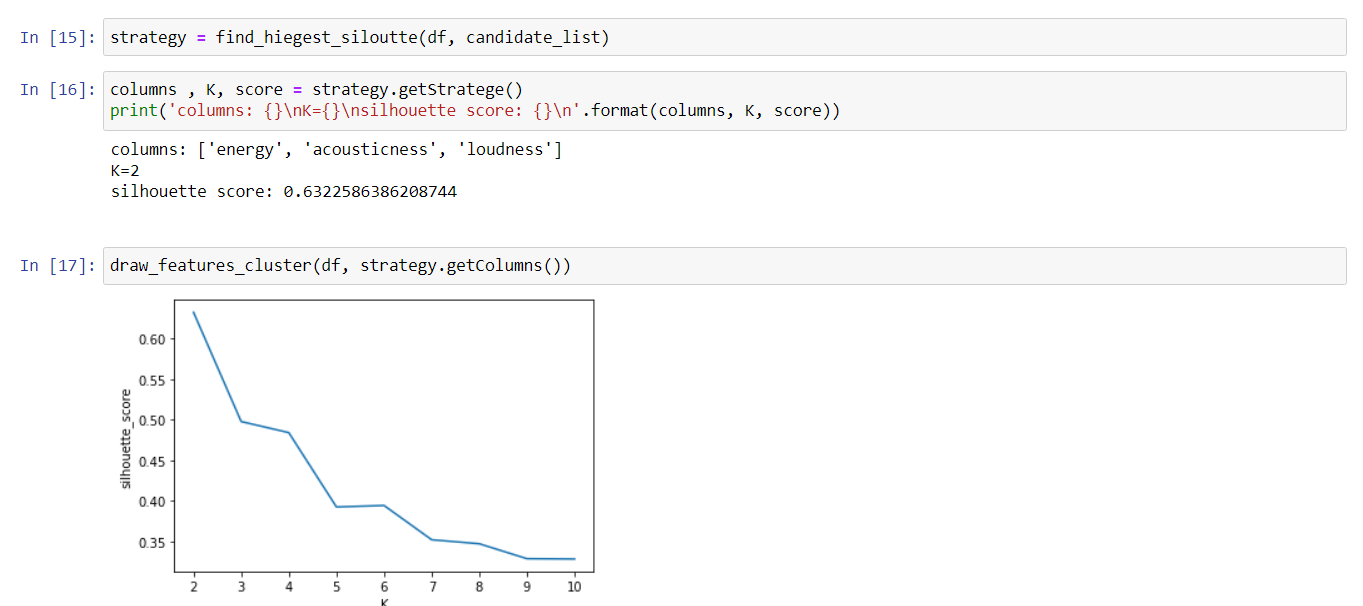 In [15]: strategy = find_hiegest_siloutte(df, candidate_list)
In [16]: columns , K, score = strategy.getStratege()
print('columns: {}\nK={}\nsilhouette score: {}\n'.format(columns, K, score))
columns: ['energy', 'acousticness', 'loudness']
K=2
silhouette score: 0.6322586386208744
In [17]: draw_features_cluster(df, strategy.getColumns())
silhouette_score
0.60
0.55
0.50
0.45
0.40
0.35
2 3 4 5 6 7 8 9 10
K